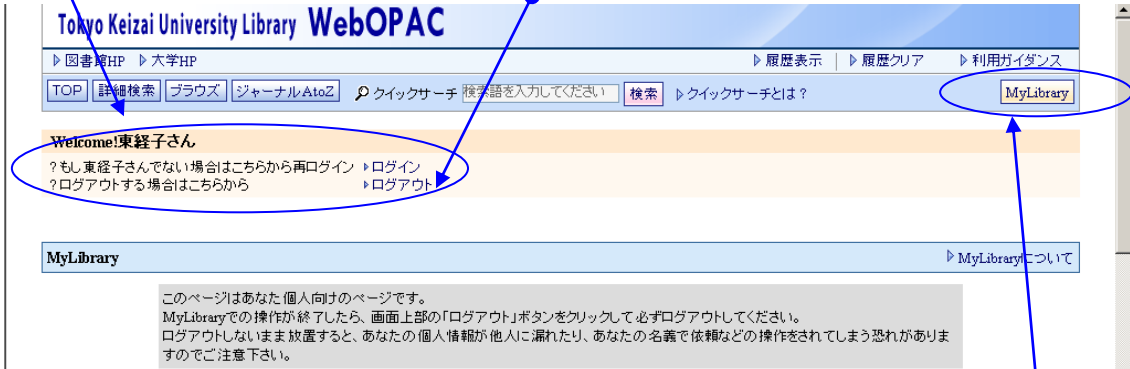 Tokyo Keizai University Library WebOPAC
図書館HP 大学HP 履歴表示 | 履歴クリア 利用ガイダンス
TOP 詳細検索 ブラウズ ジャーナルAtoZ クイックサーチ 検索語を入力してください 検索 クイックサーチとは？ MyLibrary
Welcome!東経子さん
?もし東経子さんでない場合はこちらから再ログイン ログイン
?ログアウトする場合はこちらから ログアウト
MyLibrary MyLibraryについて
このページはあなた個人向けのページです。
MyLibraryでの操作が終了したら、画面上部の「ログアウト」ボタンをクリックして必ずログアウトしてください。
ログアウトしないまま放置すると、あなたの個人情報が他人に漏れたり、あなたの名義で依頼などの操作をされてしまう恐れがありま
すのでご注意下さい。